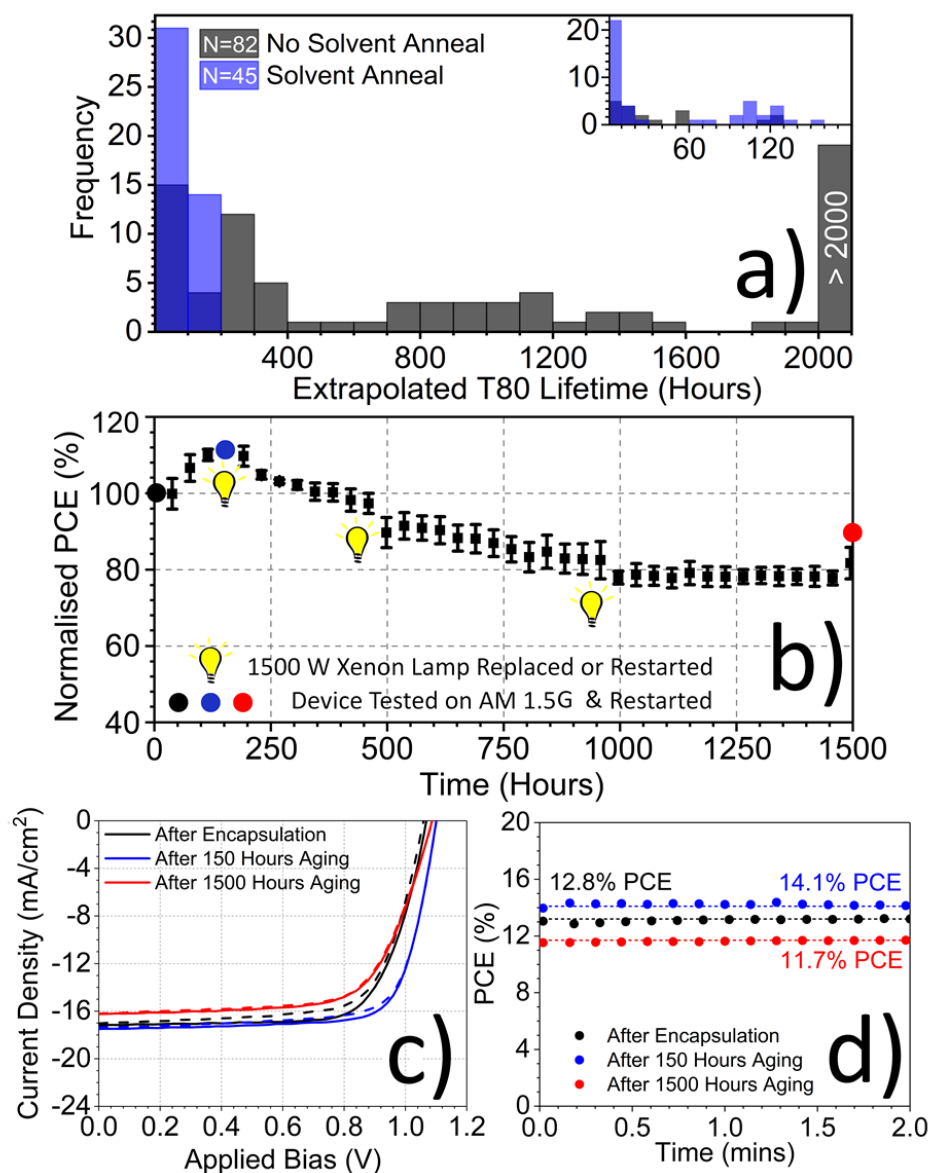 a)
30
25
20
15
10
5
0
Frequency
N=82 No Solvent Anneal
N=45 Solvent Anneal
20
10
0
60 120
> 2000
400 800 1200 1600 2000
Extrapolated T80 Lifetime (Hours)
120
100
80
60
40
Normalised PCE (%)
b)
1500 W Xenon Lamp Replaced or Restarted
Device Tested on AM 1.5G & Restarted
0 250 500 750 1000 1250 1500
Time (Hours)
0
-4
-8
-12
-16
-20
-24
Current Density (mA/cm²)
After Encapsulation
After 150 Hours Aging
After 1500 Hours Aging
c)
0.0 0.2 0.4 0.6 0.8 1.0 1.2
Applied Bias (V)
20
16
12
8
4
0
PCE (%)
12.8% PCE 14.1% PCE
11.7% PCE
After Encapsulation
After 150 Hours Aging
After 1500 Hours Aging
d)
0.0 0.5 1.0 1.5 2.0
Time (mins)